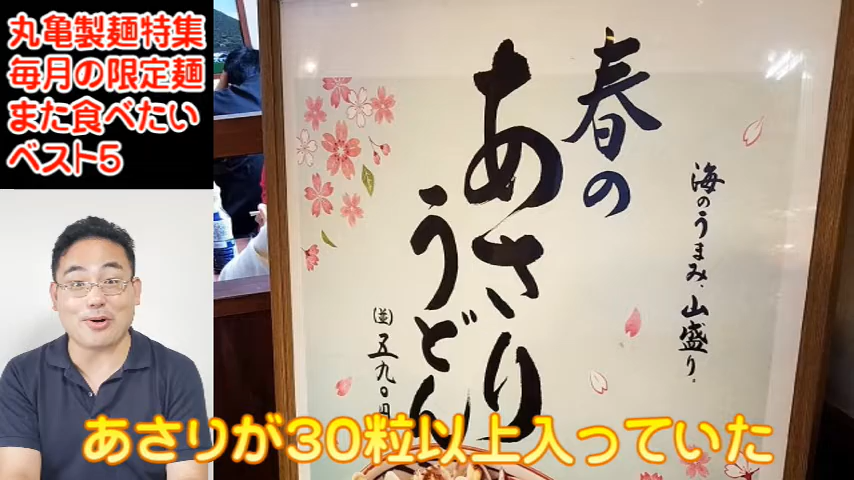 丸亀製麺特集
毎月の限定麺
また食べたい
ベスト5
春の
あさり
うどん
海のうまみ、山盛り。
(並)五九〇円
あさりが30粒以上入っていた